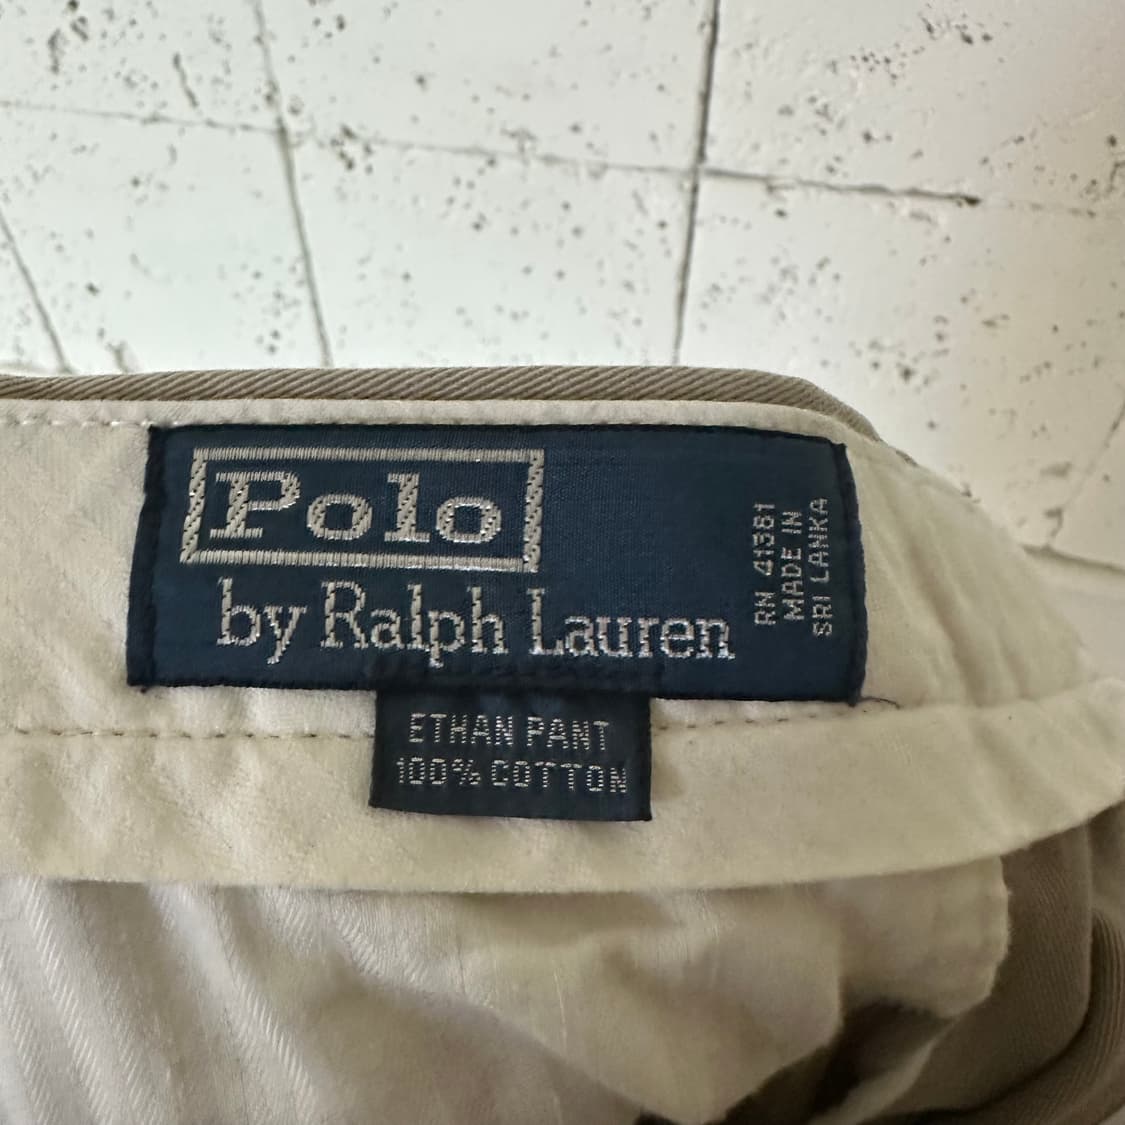 Polo
by Ralph Lauren
RN 41381
MADE IN
SRI LANKA
ETHAN PANT
100% COTTON